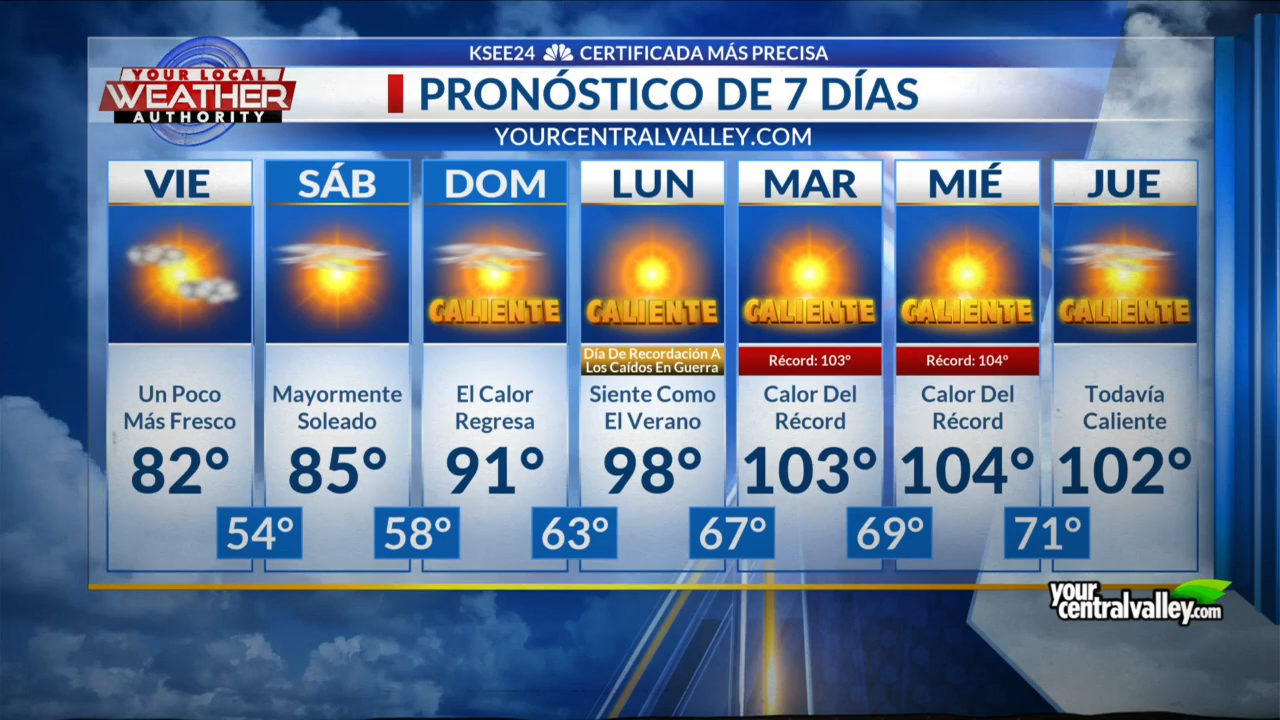 KSEE24 CERTIFICADA MÁS PRECISA
YOUR LOCAL
WEATHER
AUTHORITY
PRONÓSTICO DE 7 DÍAS
YOURCENTRALVALLEY.COM
VIE
SÁB
DOM
LUN
MAR
MIÉ
JUE
CALIENTE
CALIENTE
CALIENTE
CALIENTE
CALIENTE
Día De Recordación A
Los Caídos En Guerra
Récord: 103°
Récord: 104°
Un Poco
Más Fresco
Mayormente
Soleado
El Calor
Regresa
Siente Como
El Verano
Calor Del
Récord
Calor Del
Récord
Todavía
Caliente
82°
85°
91°
98°
103°
104°
102°
54°
58°
63°
67°
69°
71°
your
centralvalley.com